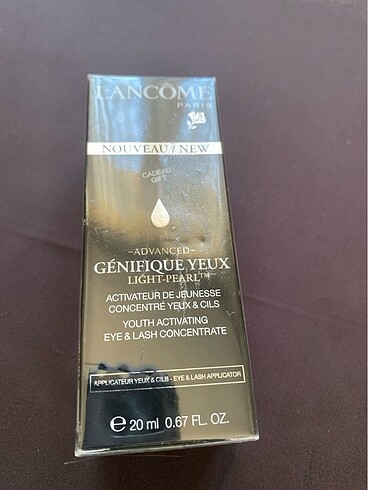 LANCÔME
PARIS
NOUVEAU / NEW
CADEAU
GIFT
-ADVANCED-
GÉNIFIQUE YEUX
LIGHT-PEARL™
ACTIVATEUR DE JEUNESSE
CONCENTRÉ YEUX & CILS
YOUTH ACTIVATING
EYE & LASH CONCENTRATE
APPLICATEUR YEUX & CILS - EYE & LASH APPLICATOR
℮ 20 ml 0.67 FL. OZ.